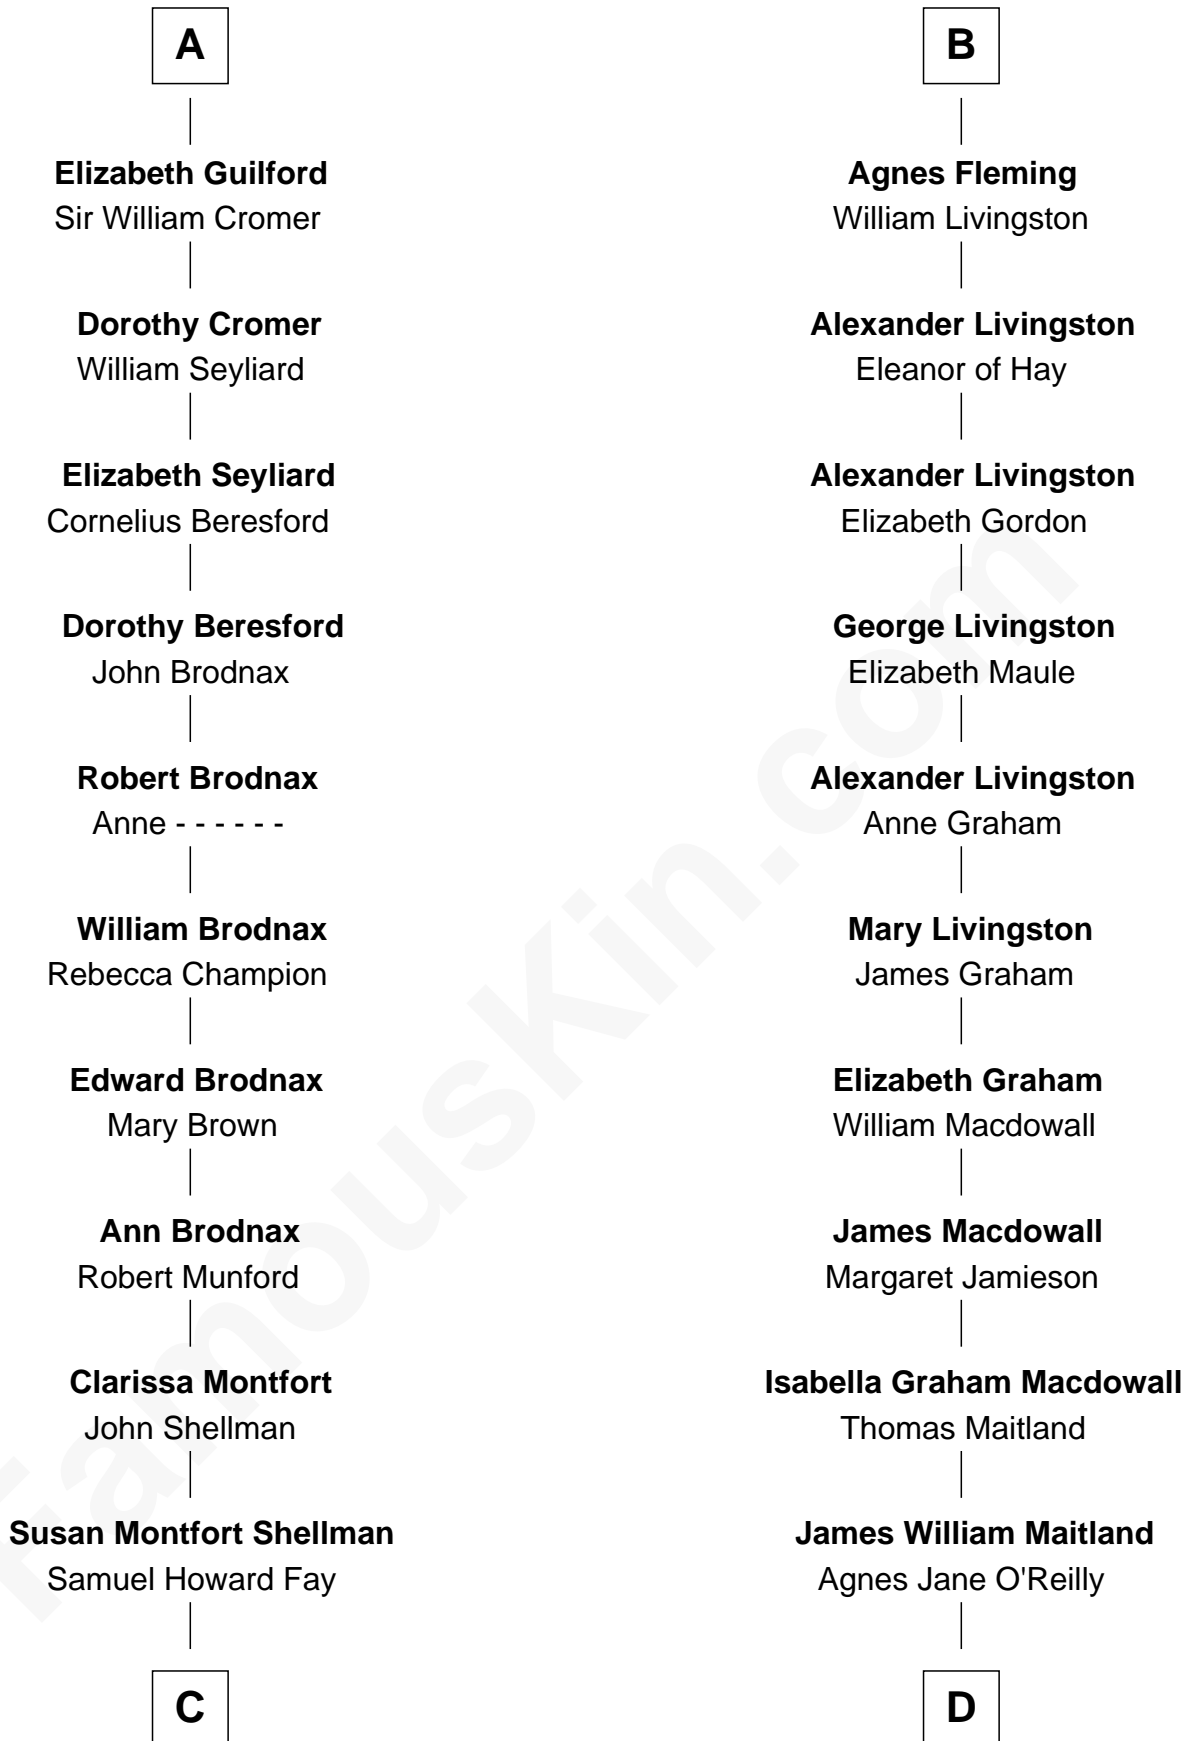 A
Elizabeth Guilford
Sir William Cromer
Dorothy Cromer
William Seyliard
Elizabeth Seyliard
Cornelius Beresford
Dorothy Beresford
John Brodnax
Robert Brodnax
Anne - - - - - -
William Brodnax
Rebecca Champion
Edward Brodnax
Mary Brown
Ann Brodnax
Robert Munford
Clarissa Montfort
John Shellman
Susan Montfort Shellman
Samuel Howard Fay
C
B
Agnes Fleming
William Livingston
Alexander Livingston
Eleanor of Hay
Alexander Livingston
Elizabeth Gordon
George Livingston
Elizabeth Maule
Alexander Livingston
Anne Graham
Mary Livingston
James Graham
Elizabeth Graham
William Macdowall
James Macdowall
Margaret Jamieson
Isabella Graham Macdowall
Thomas Maitland
James William Maitland
Agnes Jane O'Reilly
D
FamousKin.com